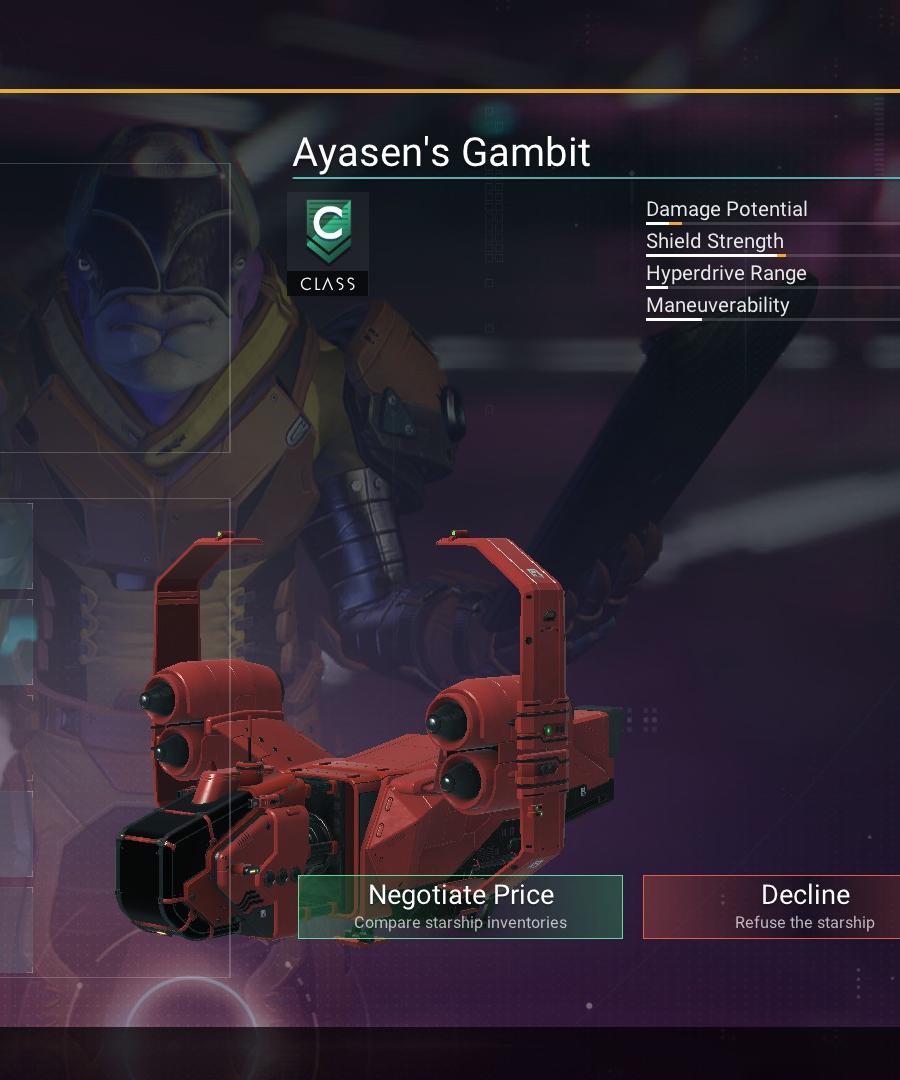 Ayasen's Gambit
C
CLASS
Damage Potential
Shield Strength
Hyperdrive Range
Maneuverability
Negotiate Price
Compare starship inventories
Decline
Refuse the starship